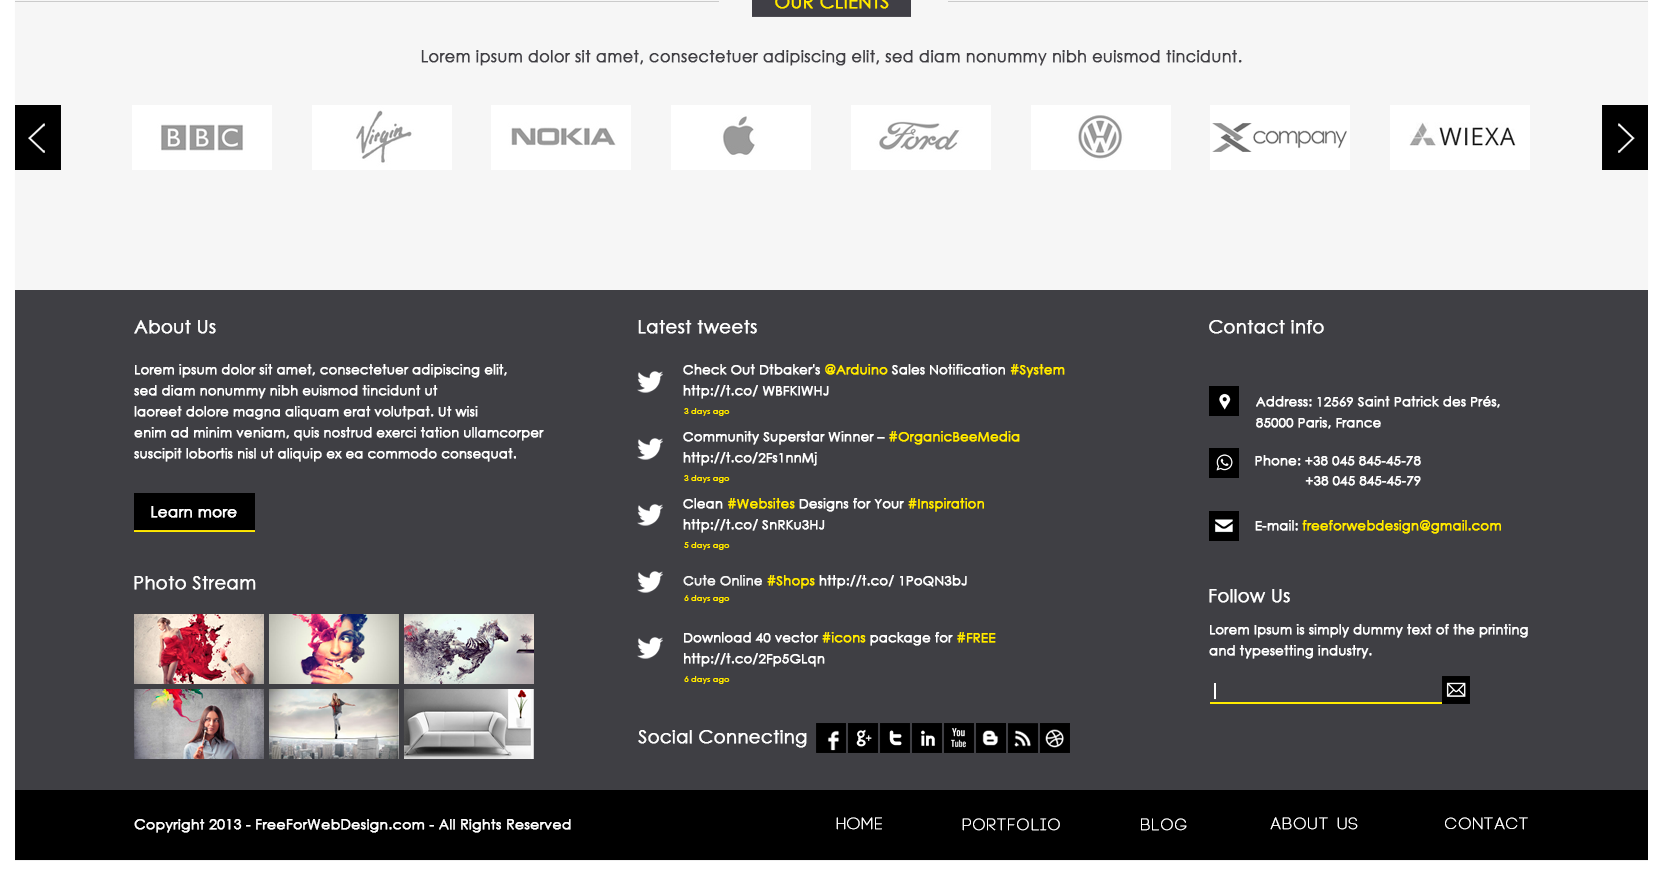 OUR CLIENTS
Lorem ipsum dolor sit amet, consectetuer adipiscing elit, sed diam nonummy nibh euismod tincidunt.
BBC
Virgin
NOKIA
Ford
X company
WIEXA
About Us
Lorem ipsum dolor sit amet, consectetuer adipiscing elit,
sed diam nonummy nibh euismod tincidunt ut
laoreet dolore magna aliquam erat volutpat. Ut wisi
enim ad minim veniam, quis nostrud exerci tation ullamcorper
suscipit lobortis nisl ut aliquip ex ea commodo consequat.
Learn more
Photo Stream
Latest tweets
Check Out Dtbaker's @Arduino Sales Notification #System
http://t.co/ WBFKIWHJ
3 days ago
Community Superstar Winner – #OrganicBeeMedia
http://t.co/2Fs1nnMj
3 days ago
Clean #Websites Designs for Your #Inspiration
http://t.co/ SnRKu3HJ
5 days ago
Cute Online #Shops http://t.co/ 1PoQN3bJ
6 days ago
Download 40 vector #icons package for #FREE
http://t.co/2Fp5GLqn
6 days ago
Social Connecting
f
g+
t
in
You
Tube
B
Contact info
Address: 12569 Saint Patrick des Prés,
85000 Paris, France
Phone: +38 045 845-45-78
+38 045 845-45-79
E-mail: freeforwebdesign@gmail.com
Follow Us
Lorem Ipsum is simply dummy text of the printing
and typesetting industry.
Copyright 2013 - FreeForWebDesign.com - All Rights Reserved
HOME
PORTFOLIO
BLOG
ABOUT US
CONTACT